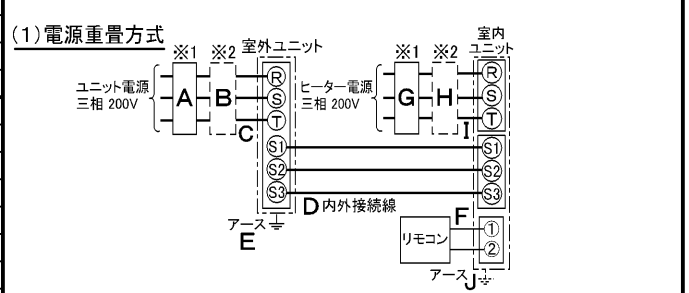 (1)電源重畳方式
※1 ※2 室外ユニット
ユニット電源
三相 200V
A B C
R
S
T
S1
S2
S3
アース
E
D 内外接続線
※1 ※2
室内
ユニット
ヒーター電源
三相 200V
G H I
R
S
T
S1
S2
S3
F
リモコン
①
②
アース J